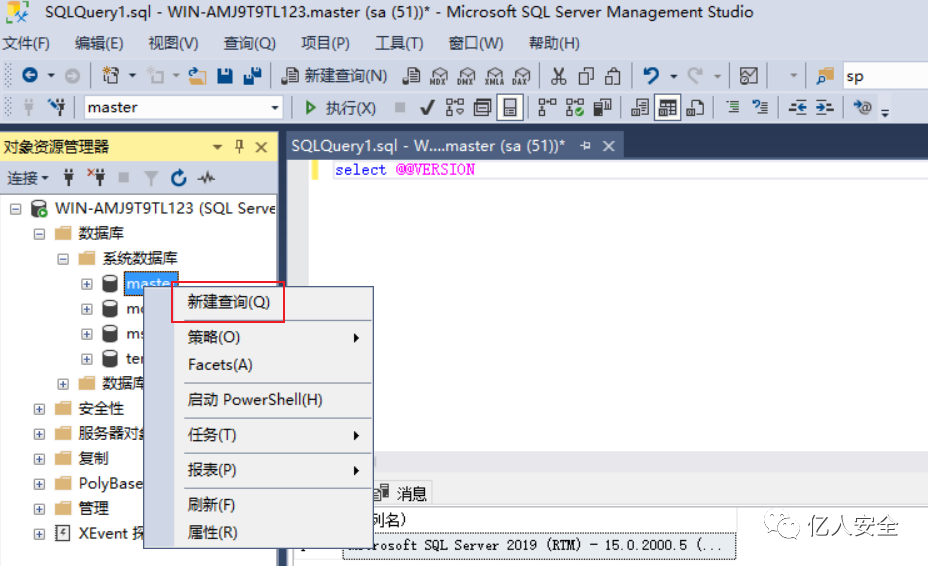 SQLQuery1.sql - WIN-AMJ9T9TL123.master (sa (51))* - Microsoft SQL Server Management Studio
文件(F) 编辑(E) 视图(V) 查询(Q) 项目(P) 工具(T) 窗口(W) 帮助(H)
新建查询(N) MDX DMX XMLA DAX sp
master 执行(X)
对象资源管理器
SQLQuery1.sql - W....master (sa (51))*
连接
select @@VERSION
WIN-AMJ9T9TL123 (SQL Serve
数据库
系统数据库
master
新建查询(Q)
策略(O)
Facets(A)
启动 PowerShell(H)
任务(T)
报表(P)
刷新(F)
属性(R)
数据库
安全性
服务器对象
复制
PolyBase
管理
XEvent 探
消息
列名)
Microsoft SQL Server 2019 (RTM) - 15.0.2000.5 (...
亿人安全